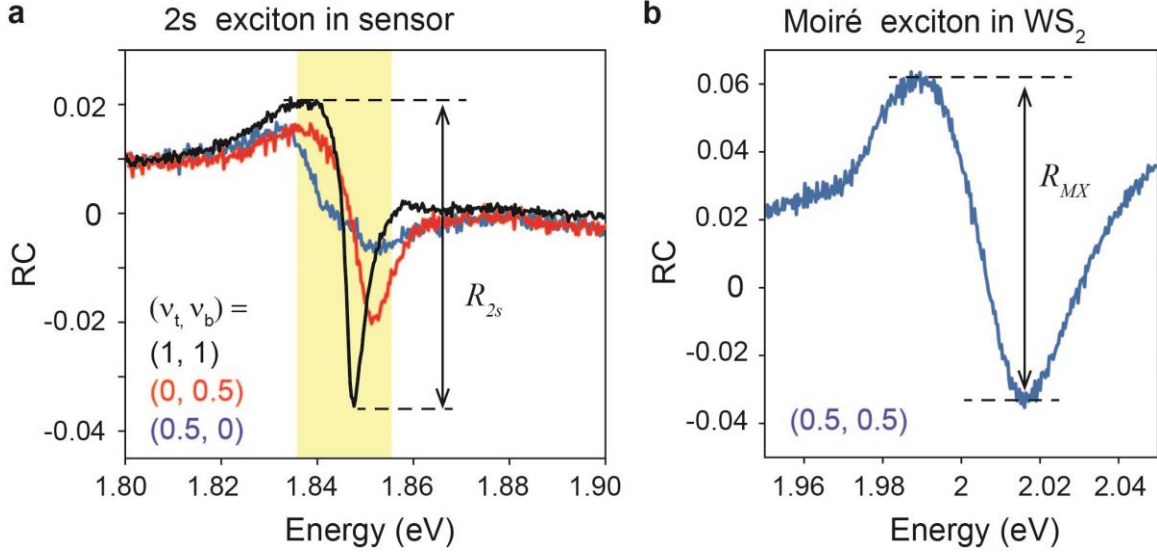 a 2s exciton in sensor
RC
0.02
0
-0.02
-0.04
R2s
(νt, νb) =
(1, 1)
(0, 0.5)
(0.5, 0)
1.80 1.82 1.84 1.86 1.88 1.90
Energy (eV)
b Moiré exciton in WS2
RC
0.06
0.04
0.02
0
-0.02
-0.04
RMX
(0.5, 0.5)
1.96 1.98 2 2.02 2.04
Energy (eV)